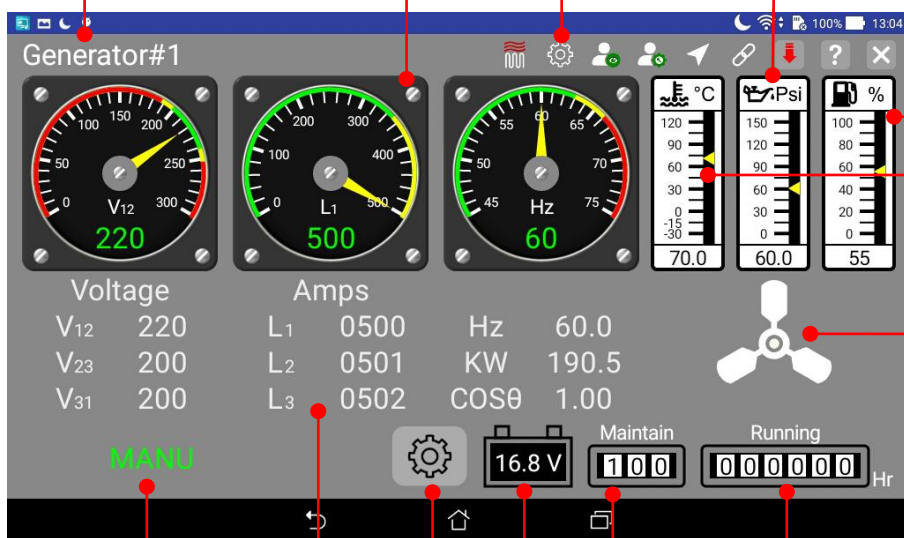 100% 13:04
Generator#1
?
0 50 100 150 200 250 300
V12
220
0 100 200 300 400 500
L1
500
45 50 55 60 65 70 75
Hz
60
°C
120
90
60
30
0
-15
-30
70.0
Psi
150
120
90
60
30
0
60.0
%
100
80
60
40
20
0
55
Voltage Amps
V12 220 L1 0500 Hz 60.0
V23 200 L2 0501 KW 190.5
V31 200 L3 0502 COSθ 1.00
MANU
16.8 V
Maintain
100
Running
000000 Hr